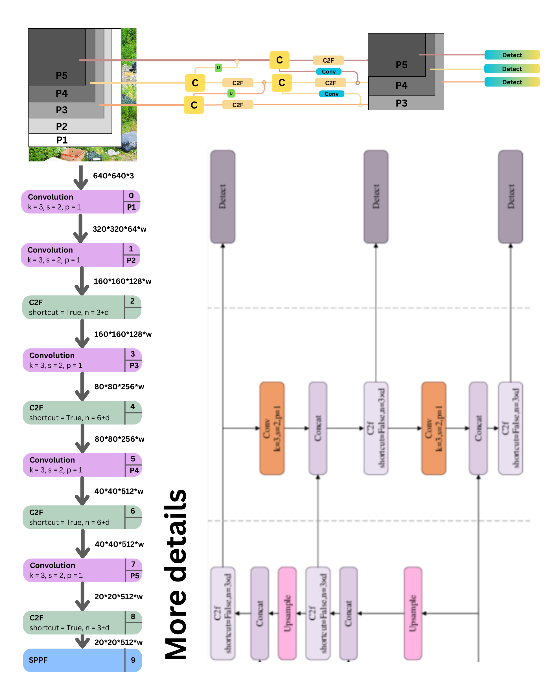 P5
P4
P3
P2
P1
U
U
C
C
C
C
C2F
Conv
C2F
C2F
Conv
C2F
P5
P4
P3
Detect
Detect
Detect
640*640*3
Convolution 0
k = 3, s = 2, p = 1 P1
320*320*64*w
Convolution 1
k = 3, s = 2, p = 1 P2
160*160*128*w
C2F 2
shortcut = True, n = 3+d
160*160*128*w
Convolution 3
k = 3, s = 2, p = 1 P3
80*80*256*w
C2F 4
shortcut = True, n = 6+d
80*80*256*w
Convolution 5
k = 3, s = 2, p = 1 P4
40*40*512*w
C2F 6
shortcut = True, n = 6+d
40*40*512*w
Convolution 7
k = 3, s = 2, p = 1 P5
20*20*512*w
C2F 8
shortcut = True, n = 3+d
20*20*512*w
SPPF 9
More details
Detect
Detect
Detect
Conv
k=3,s=2,p=1
Concat
C2f
shortcut=False,n=3×d
Conv
k=3,s=2,p=1
Concat
C2f
shortcut=False,n=3×d
C2f
shortcut=False,n=3×d
Concat
Upsample
C2f
shortcut=False,n=3×d
Concat
Upsample